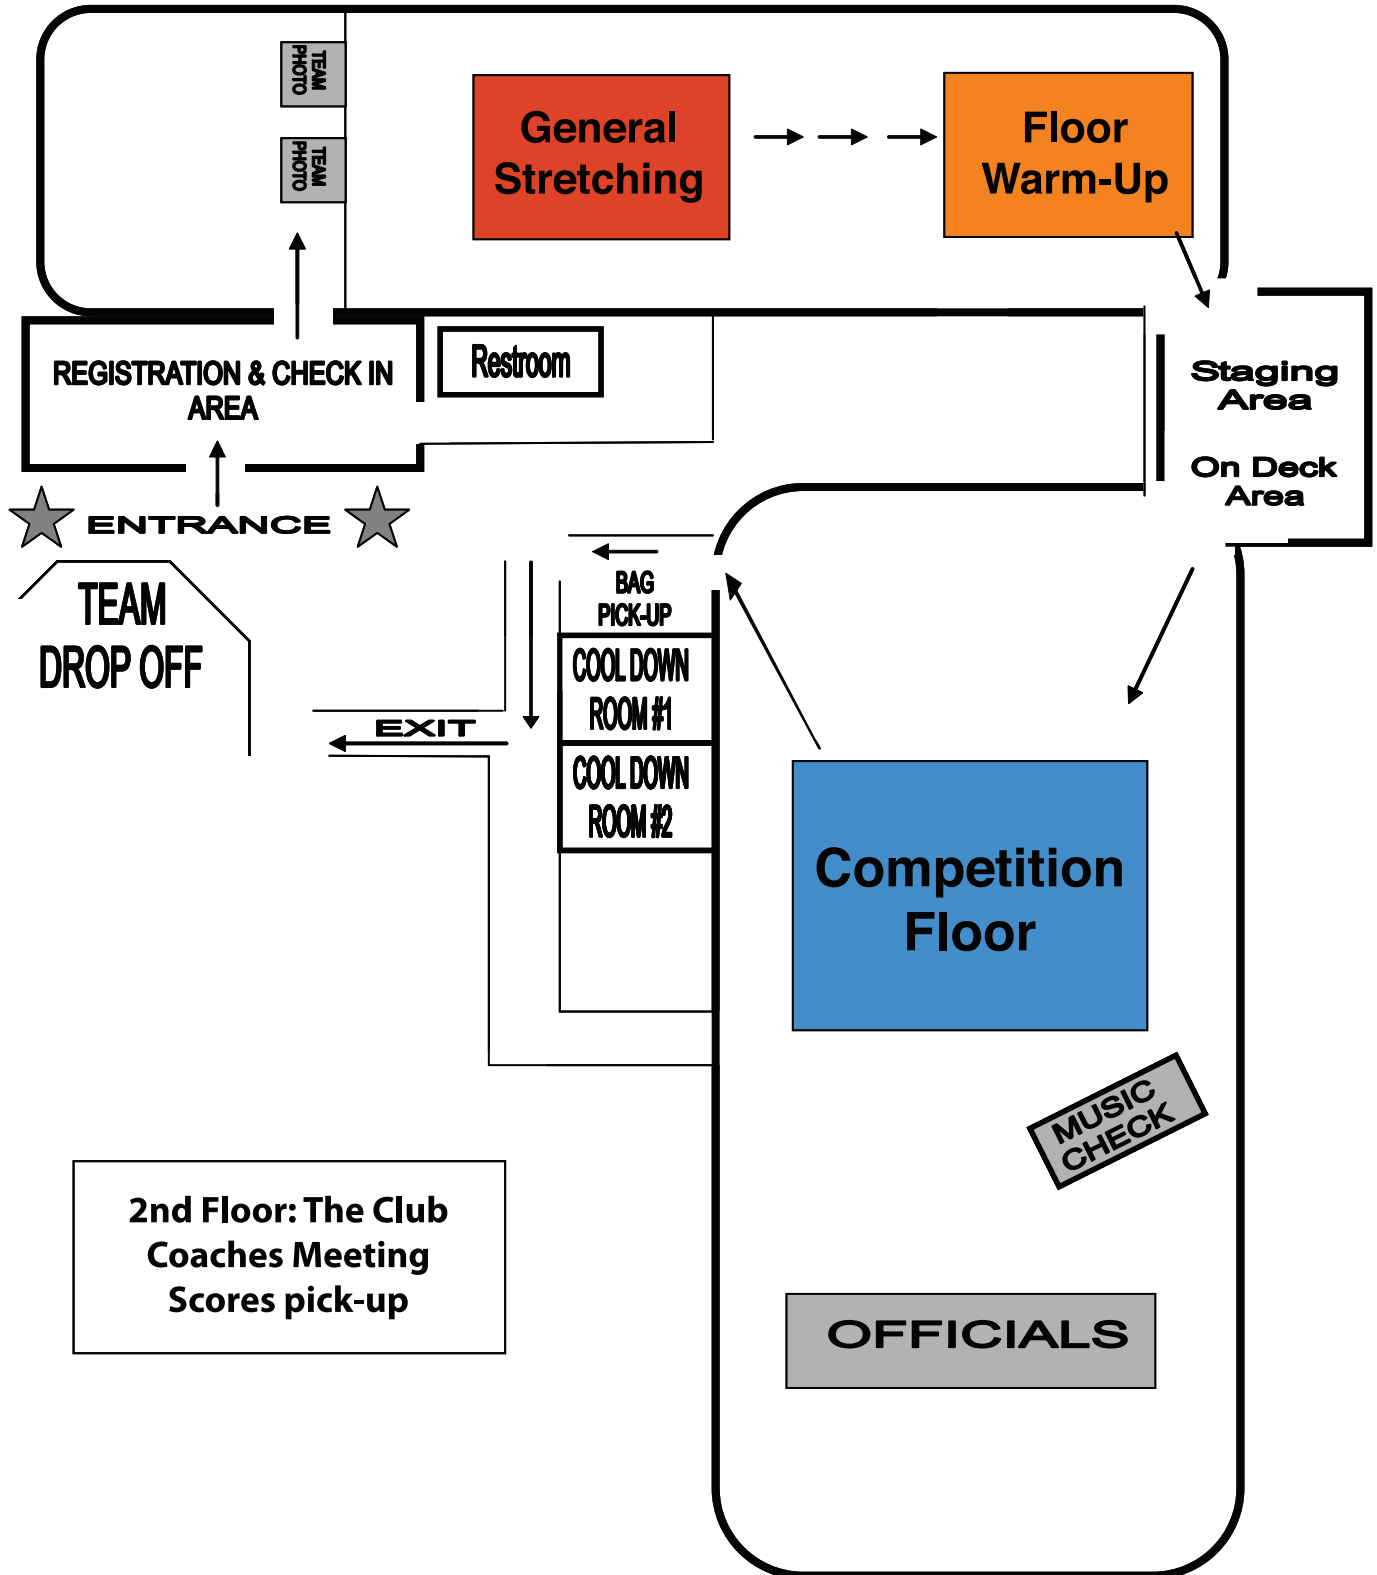 TEAM
PHOTO
TEAM
PHOTO
General
Stretching
Floor
Warm-Up
REGISTRATION & CHECK IN
AREA
Restroom
Staging
Area
On Deck
Area
ENTRANCE
TEAM
DROP OFF
BAG
PICK-UP
COOL DOWN
ROOM #1
EXIT
COOL DOWN
ROOM #2
Competition
Floor
MUSIC
CHECK
2nd Floor: The Club
Coaches Meeting
Scores pick-up
OFFICIALS